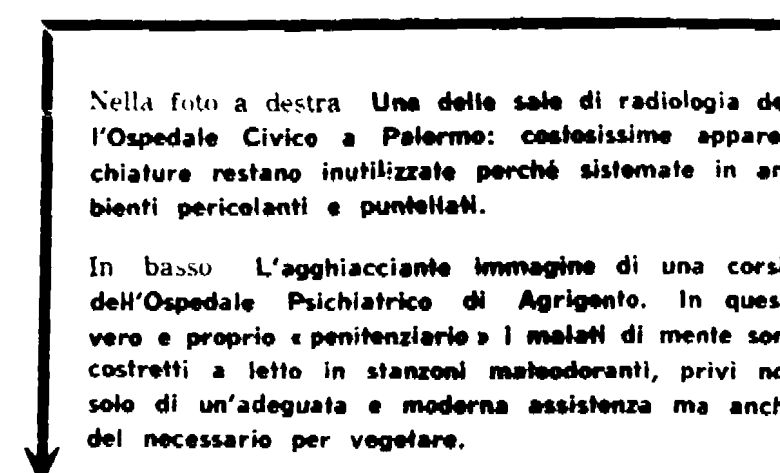 Nella foto a destra Una delle sale di radiologia de
l'Ospedale Civico a Palermo: costosissime appare
chiature restano inutilizzate perché sistemate in am
bienti pericolanti e puntellati.
In basso L'agghiacciante immagine di una corsi
dell'Ospedale Psichiatrico di Agrigento. In ques
vero e proprio « penitenziario » i malati di mente son
costretti a letto in stanzoni maleodoranti, privi no
solo di un'adeguata e moderna assistenza ma anch
del necessario per vegetare.